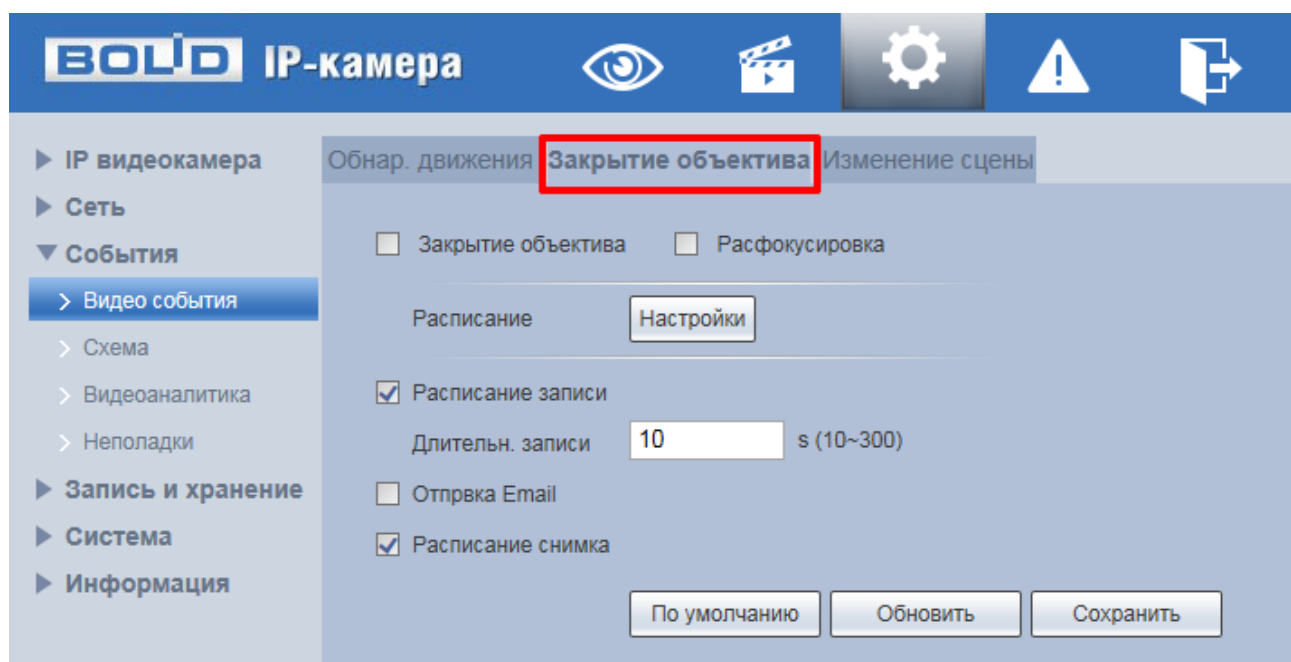 BOLID IP-камера
IP видеокамера
Сеть
События
Видео события
Схема
Видеоаналитика
Неполадки
Запись и хранение
Система
Информация
Обнар. движения Закрытие объектива Изменение сцены
Закрытие объектива Расфокусировка
Расписание Настройки
Расписание записи
Длительн. записи 10 s (10~300)
Отпрвка Email
Расписание снимка
По умолчанию Обновить Сохранить